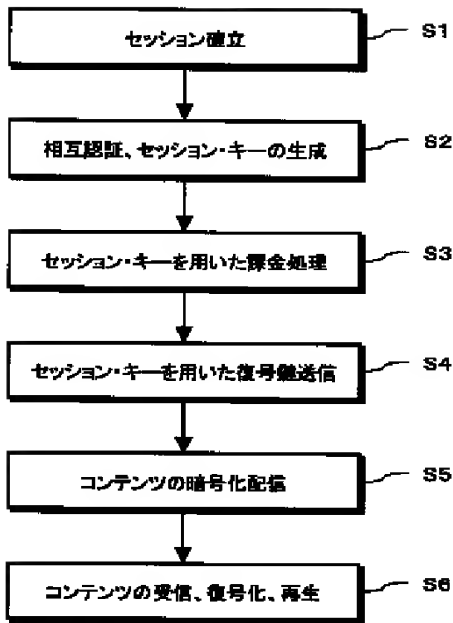 セッション確立
S1
相互認証、セッション・キーの生成
S2
セッション・キーを用いた課金処理
S3
セッション・キーを用いた復号鍵送信
S4
コンテンツの暗号化配信
S5
コンテンツの受信、復号化、再生
S6